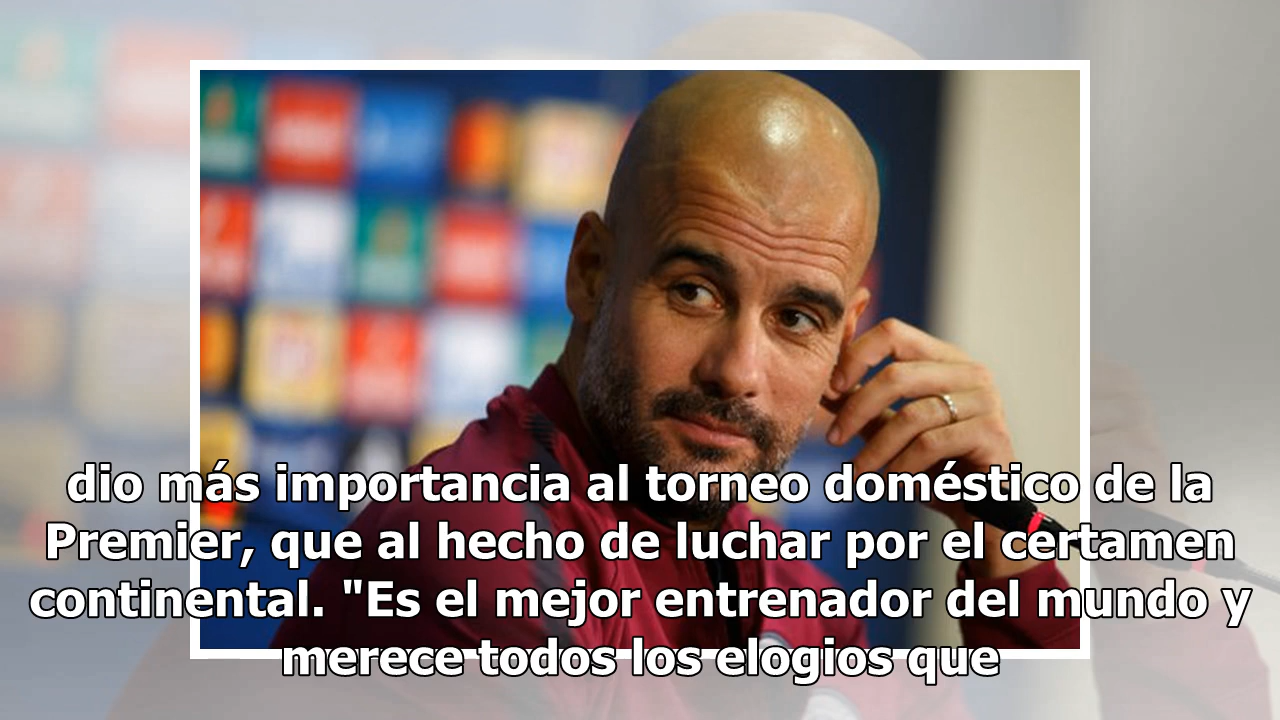 dio más importancia al torneo doméstico de la
Premier, que al hecho de luchar por el certamen
continental. "Es el mejor entrenador del mundo y
merece todos los elogios que